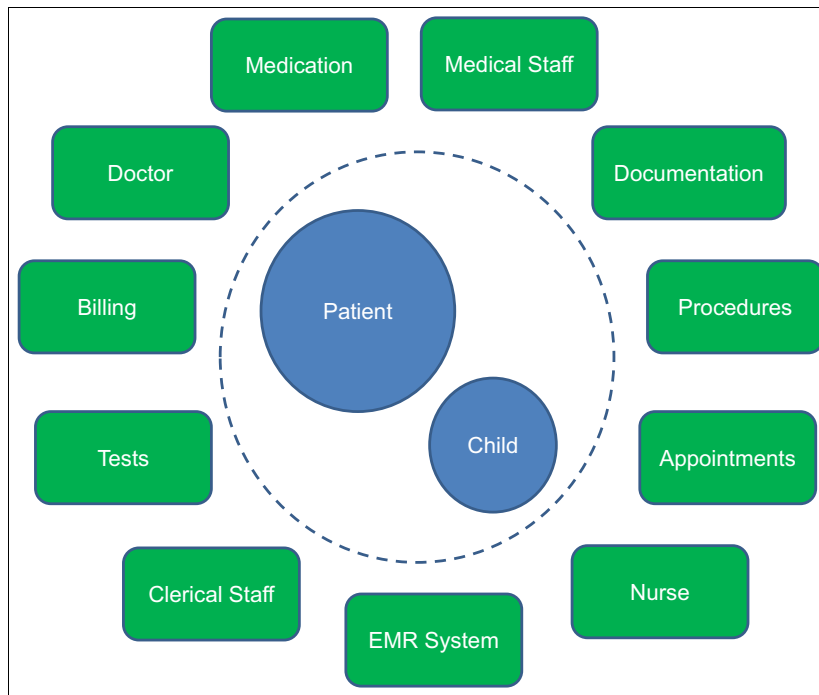 Medication
Medical Staff
Doctor
Documentation
Billing
Patient
Procedures
Tests
Child
Appointments
Clerical Staff
EMR System
Nurse